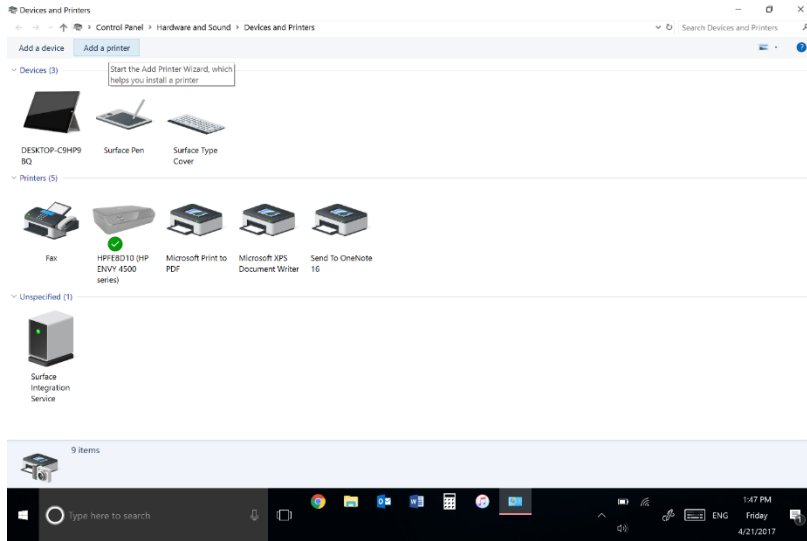 Devices and Printers
Control Panel > Hardware and Sound > Devices and Printers
Search Devices and Printers
Add a device
Add a printer
Start the Add Printer Wizard, which
helps you install a printer
Devices (3)
DESKTOP-C9HP9
BQ
Surface Pen
Surface Type
Cover
Printers (5)
Fax
HPFE8D10 (HP
ENVY 4500
series)
Microsoft Print to
PDF
Microsoft XPS
Document Writer
Send To OneNote
16
Unspecified (1)
Surface
Integration
Service
9 items
Type here to search
ENG
1:47 PM
Friday
4/21/2017